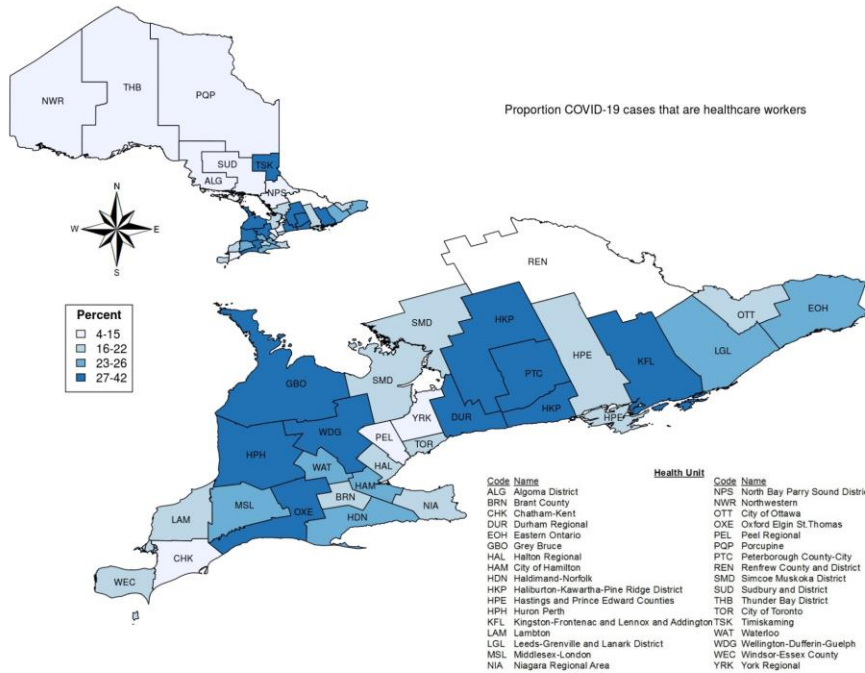 Proportion COVID-19 cases that are healthcare workers
NWR
THB
PQP
SUD
TSK
ALG
NPS
N
W
E
S
Percent
4-15
16-22
23-26
27-42
REN
SMD
HKP
OTT
EOH
HPE
KFL
LGL
SMD
PTC
GBO
YRK
DUR
HKP
HPE
WDG
PEL
TOR
HPH
WAT
HAL
HAM
MSL
OXE
BRN
NIA
LAM
HDN
CHK
WEC
Health Unit
Code Name
ALG Algoma District
BRN Brant County
CHK Chatham-Kent
DUR Durham Regional
EOH Eastern Ontario
GBO Grey Bruce
HAL Halton Regional
HAM City of Hamilton
HDN Haldimand-Norfolk
HKP Haliburton-Kawartha-Pine Ridge District
HPE Hastings and Prince Edward Counties
HPH Huron Perth
KFL Kingston-Frontenac and Lennox and Addington
LAM Lambton
LGL Leeds-Grenville and Lanark District
MSL Middlesex-London
NIA Niagara Regional Area
Code Name
NPS North Bay Parry Sound Distri
NWR Northwestern
OTT City of Ottawa
OXE Oxford Elgin St.Thomas
PEL Peel Regional
PQP Porcupine
PTC Peterborough County-City
REN Renfrew County and District
SMD Simcoe Muskoka District
SUD Sudbury and District
THB Thunder Bay District
TOR City of Toronto
TSK Timiskaming
WAT Waterloo
WDG Wellington-Dufferin-Guelph
WEC Windsor-Essex County
YRK York Regional